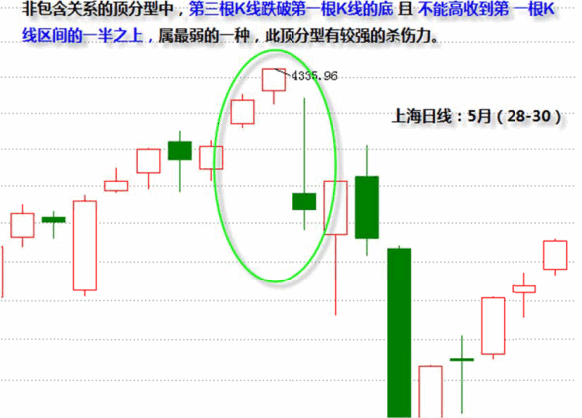 非包含关系的顶分型中，第三根K线跌破第一根K线的底 且 不能高收到第 一根K
线区间的一半之上，属最弱的一种，此顶分型有较强的杀伤力。
4335.96
上海日线：5月（28-30）